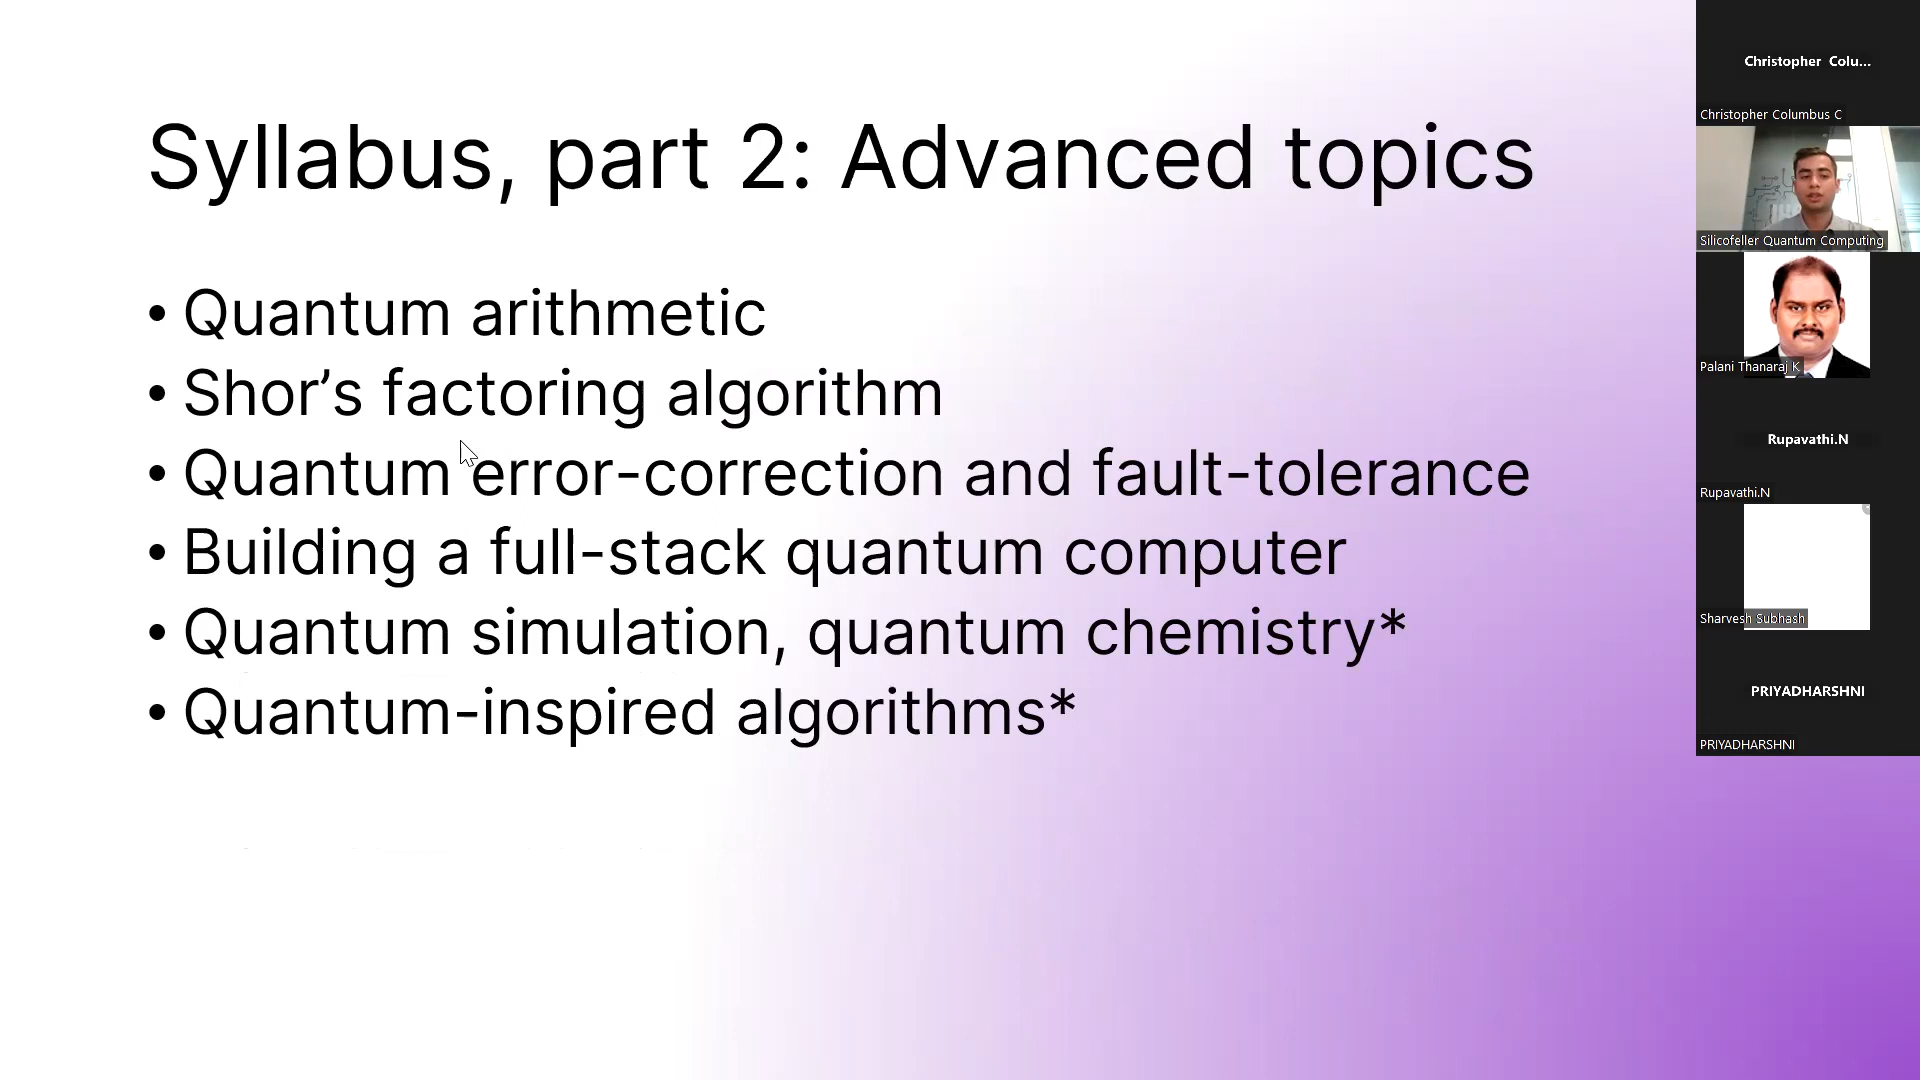 Syllabus, part 2: Advanced topics
• Quantum arithmetic
• Shor’s factoring algorithm
• Quantum error-correction and fault-tolerance
• Building a full-stack quantum computer
• Quantum simulation, quantum chemistry*
• Quantum-inspired algorithms*
Christopher Colu...
Christopher Columbus C
Silicofeller Quantum Computing
Palani Thanaraj K
Rupavathi.N
Rupavathi.N
Sharvesh Subhash
PRIYADHARSHNI
PRIYADHARSHNI